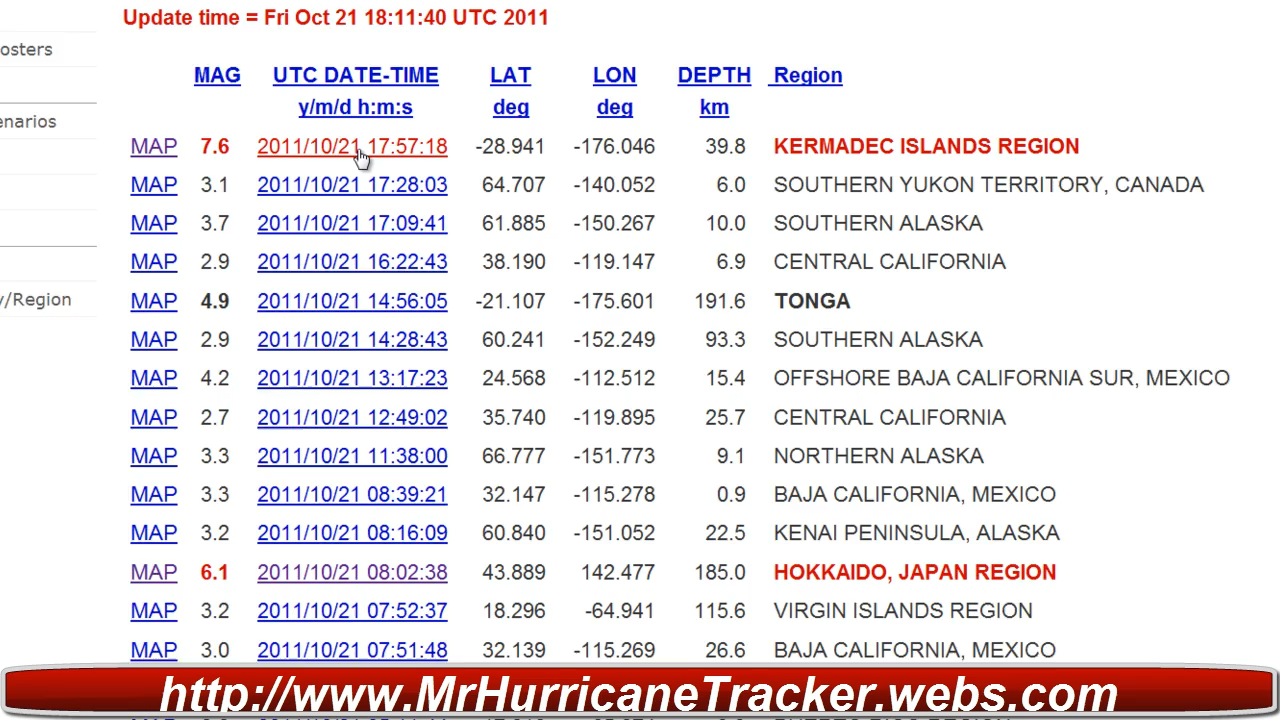 Update time = Fri Oct 21 18:11:40 UTC 2011
osters
MAG UTC DATE-TIME LAT LON DEPTH Region
y/m/d h:m:s deg deg km
enarios
MAP 7.6 2011/10/21 17:57:18 -28.941 -176.046 39.8 KERMADEC ISLANDS REGION
MAP 3.1 2011/10/21 17:28:03 64.707 -140.052 6.0 SOUTHERN YUKON TERRITORY, CANADA
MAP 3.7 2011/10/21 17:09:41 61.885 -150.267 10.0 SOUTHERN ALASKA
MAP 2.9 2011/10/21 16:22:43 38.190 -119.147 6.9 CENTRAL CALIFORNIA
y/Region
MAP 4.9 2011/10/21 14:56:05 -21.107 -175.601 191.6 TONGA
MAP 2.9 2011/10/21 14:28:43 60.241 -152.249 93.3 SOUTHERN ALASKA
MAP 4.2 2011/10/21 13:17:23 24.568 -112.512 15.4 OFFSHORE BAJA CALIFORNIA SUR, MEXICO
MAP 2.7 2011/10/21 12:49:02 35.740 -119.895 25.7 CENTRAL CALIFORNIA
MAP 3.3 2011/10/21 11:38:00 66.777 -151.773 9.1 NORTHERN ALASKA
MAP 3.3 2011/10/21 08:39:21 32.147 -115.278 0.9 BAJA CALIFORNIA, MEXICO
MAP 3.2 2011/10/21 08:16:09 60.840 -151.052 22.5 KENAI PENINSULA, ALASKA
MAP 6.1 2011/10/21 08:02:38 43.889 142.477 185.0 HOKKAIDO, JAPAN REGION
MAP 3.2 2011/10/21 07:52:37 18.296 -64.941 115.6 VIRGIN ISLANDS REGION
MAP 3.0 2011/10/21 07:51:48 32.139 -115.269 26.6 BAJA CALIFORNIA, MEXICO
http://www.MrHurricaneTracker.webs.com